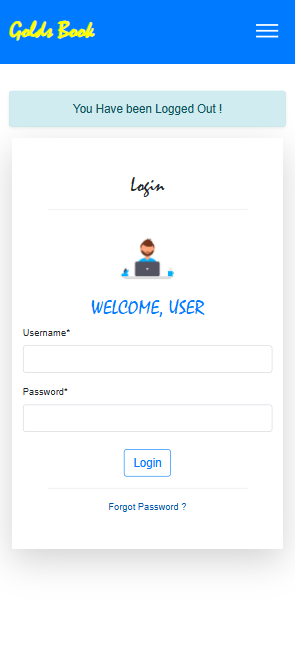 Golds Book
You Have been Logged Out !
Login
WELCOME, USER
Username*
Password*
Login
Forgot Password ?